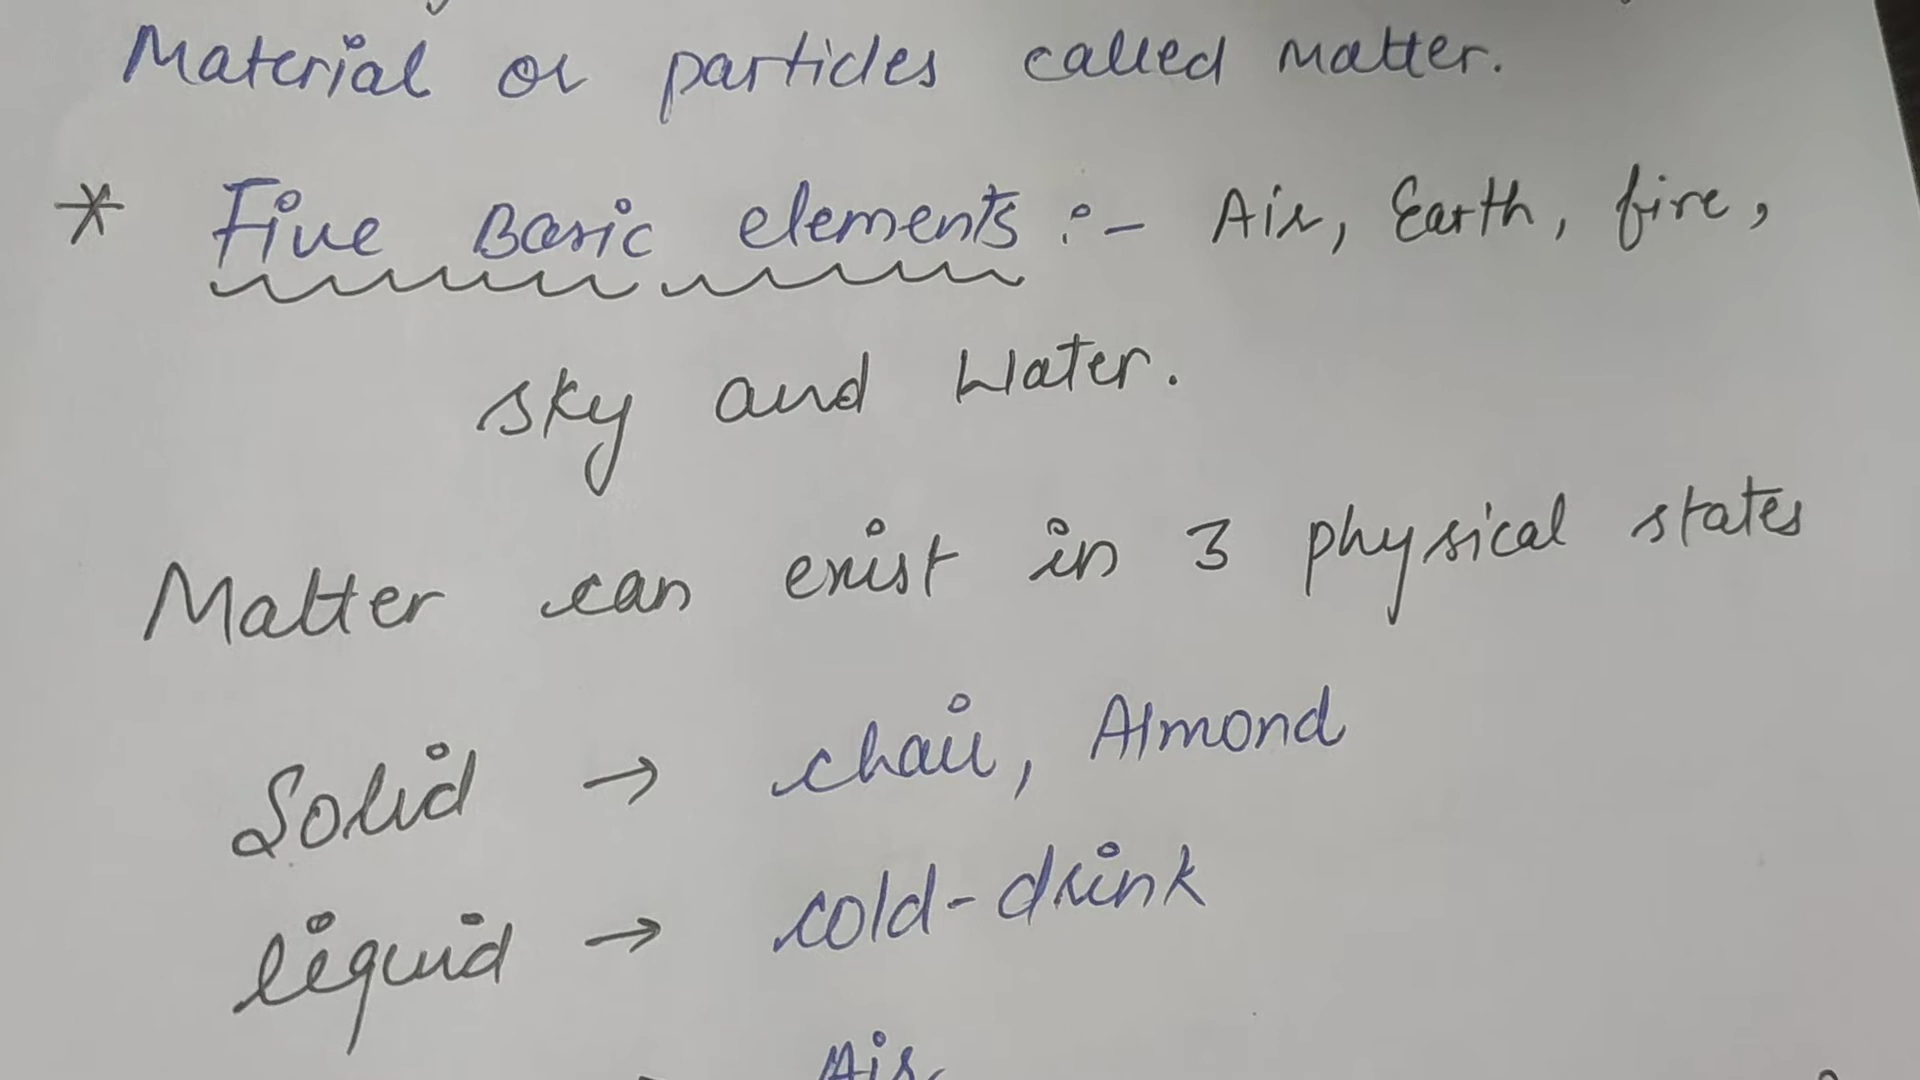 Material or particles called matter.
* Five Basic elements :- Air, Earth, fire,
sky and Water.
Matter can exist in 3 physical states
Solid → chair, Almond
liquid → cold-drink
Air